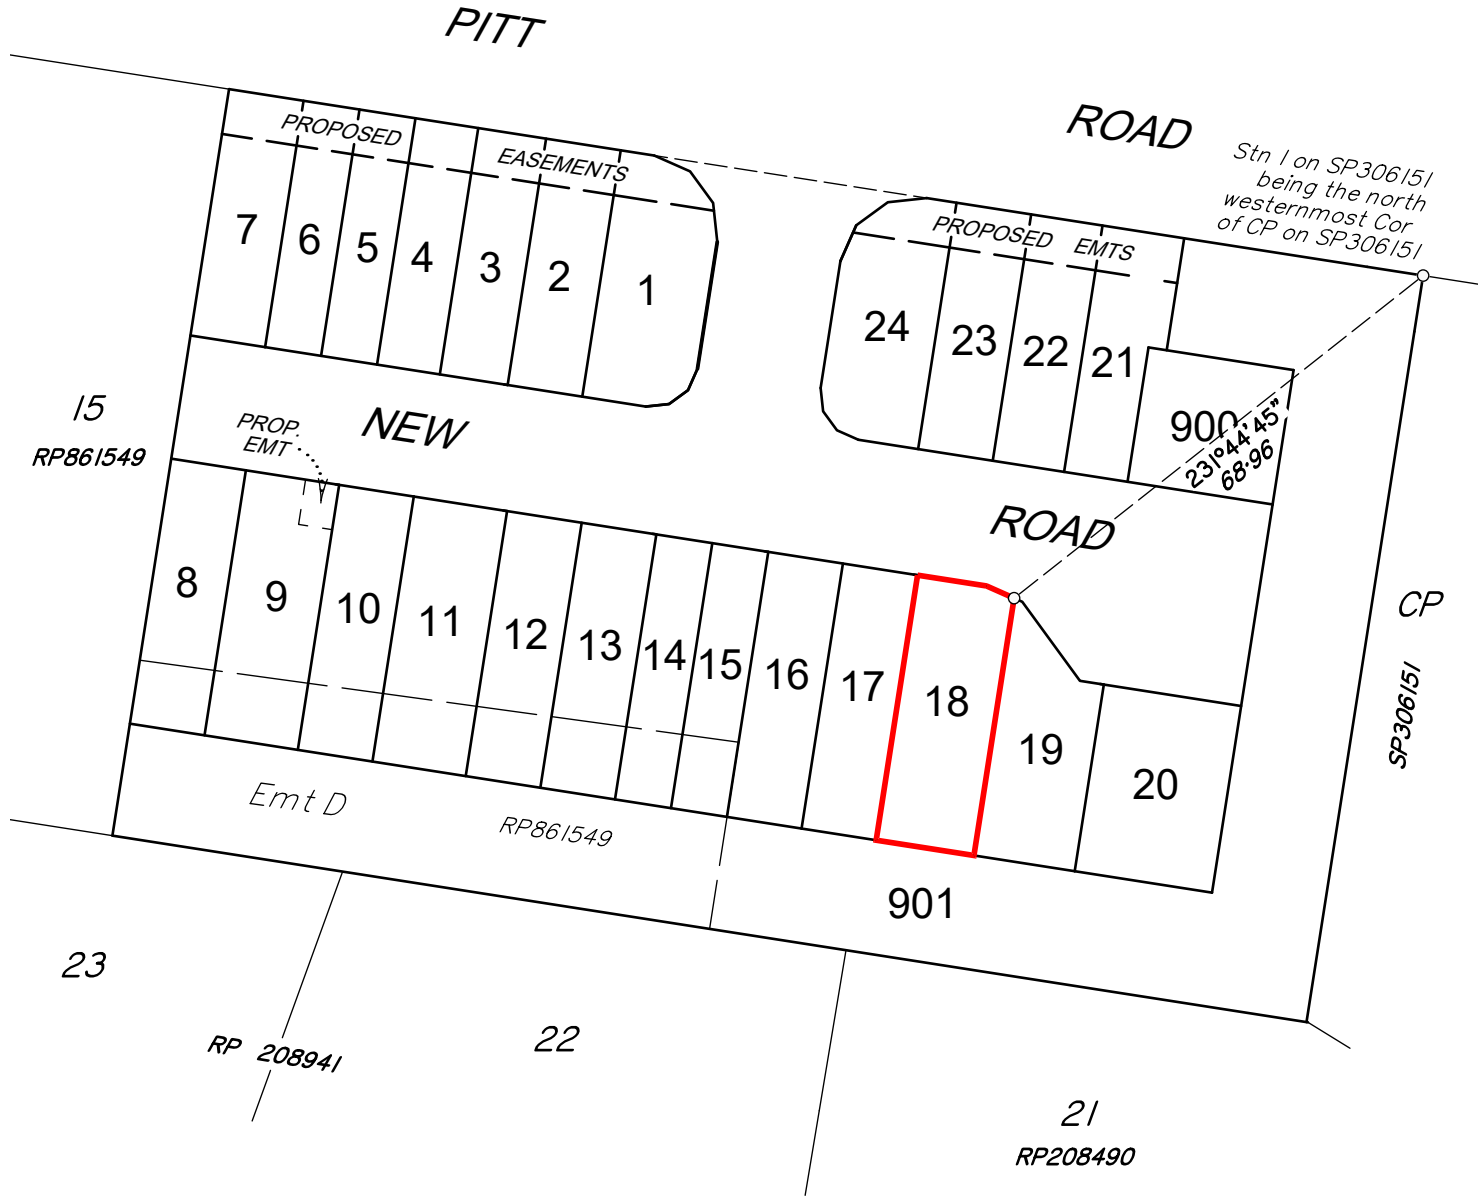 PITT
ROAD
Stn 1 on SP306151
being the north
westernmost Cor
of CP on SP306151
PROPOSED
EASEMENTS
PROPOSED EMTS
7
6
5
4
3
2
1
24
23
22
21
900
231°44'45"
68·96
15
RP861549
PROP.
EMT
NEW
ROAD
8
9
10
11
12
13
14
15
16
17
18
19
20
CP
SP306151
Emt D
RP861549
901
23
RP 208941
22
21
RP208490